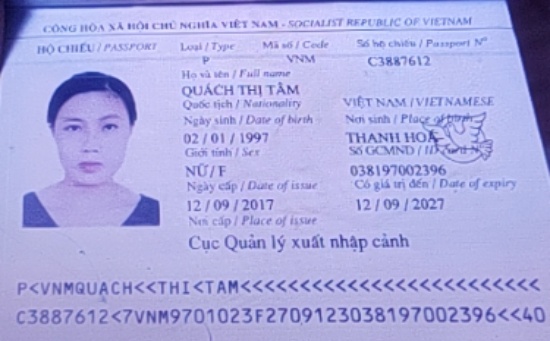 CỘNG HÒA XÃ HỘI CHỦ NGHĨA VIỆT NAM - SOCIALIST REPUBLIC OF VIETNAM
HỘ CHIẾU / PASSPORT Loại / Type Mã số / Code Số hộ chiếu / Passport Nº
P VNM C3887612
Họ và tên / Full name
QUÁCH THỊ TÂM
Quốc tịch / Nationality VIỆT NAM / VIETNAMESE
Ngày sinh / Date of birth Nơi sinh / Place of birth
02 / 01 / 1997 THANH HOÁ
Giới tính / Sex Số GCMND / ID card Nº
NỮ / F 038197002396
Ngày cấp / Date of issue Có giá trị đến / Date of expiry
12 / 09 / 2017 12 / 09 / 2027
Nơi cấp / Place of issue
Cục Quản lý xuất nhập cảnh
P<VNMQUACH<<THI<TAM<<<<<<<<<<<<<<<<<<<<<<<<<
C3887612<7VNM9701023F2709123038197002396<<40